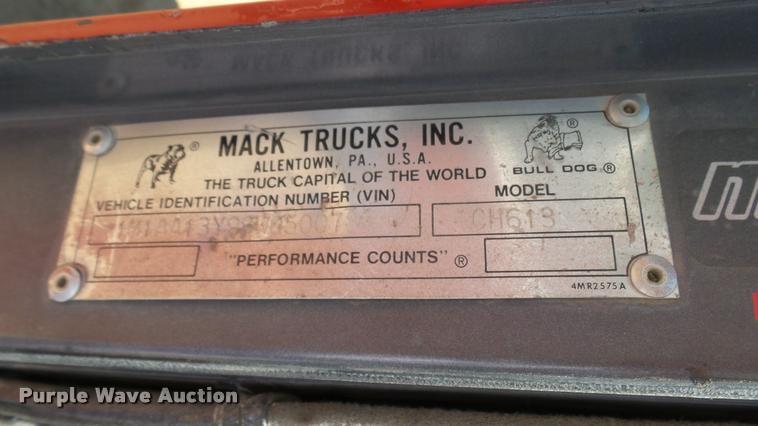 MACK TRUCKS, INC.
ALLENTOWN, PA., U.S.A.
THE TRUCK CAPITAL OF THE WORLD
BULL DOG ®
VEHICLE IDENTIFICATION NUMBER (VIN)
MODEL
CH613
"PERFORMANCE COUNTS" ®
4MR2575A
Purple Wave Auction